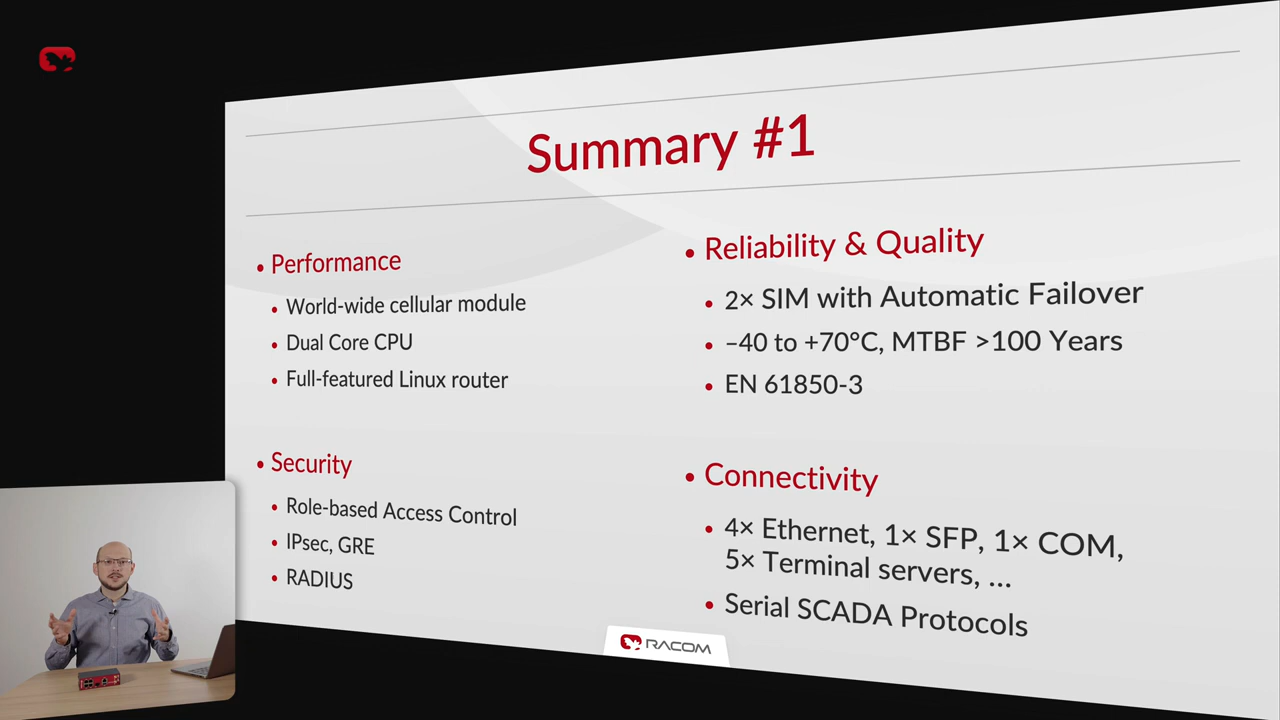 Summary #1
• Performance
• World-wide cellular module
• Dual Core CPU
• Full-featured Linux router
• Security
• Role-based Access Control
• IPsec, GRE
• RADIUS
• Reliability & Quality
• 2× SIM with Automatic Failover
• –40 to +70°C, MTBF >100 Years
• EN 61850-3
• Connectivity
• 4× Ethernet, 1× SFP, 1× COM,
5× Terminal servers, ...
• Serial SCADA Protocols
RACOM